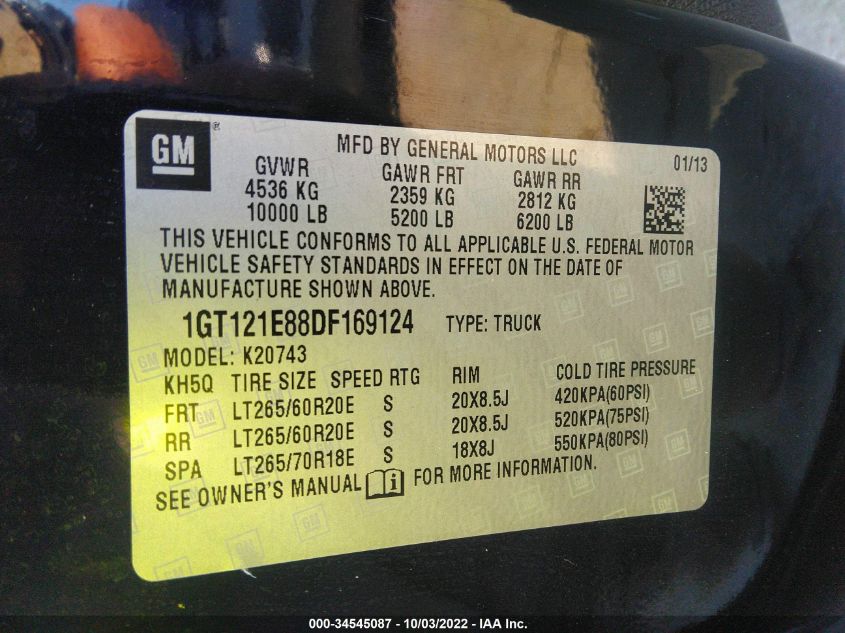 GM
MFD BY GENERAL MOTORS LLC 01/13
GVWR GAWR FRT GAWR RR
4536 KG 2359 KG 2812 KG
10000 LB 5200 LB 6200 LB
THIS VEHICLE CONFORMS TO ALL APPLICABLE U.S. FEDERAL MOTOR
VEHICLE SAFETY STANDARDS IN EFFECT ON THE DATE OF
MANUFACTURE SHOWN ABOVE.
1GT121E88DF169124 TYPE: TRUCK
MODEL: K20743
KH5Q TIRE SIZE SPEED RTG RIM COLD TIRE PRESSURE
FRT LT265/60R20E S 20X8.5J 420KPA(60PSI)
RR LT265/60R20E S 20X8.5J 520KPA(75PSI)
SPA LT265/70R18E S 18X8J 550KPA(80PSI)
SEE OWNER'S MANUAL i FOR MORE INFORMATION.
000-34545087 - 10/03/2022 - IAA Inc.